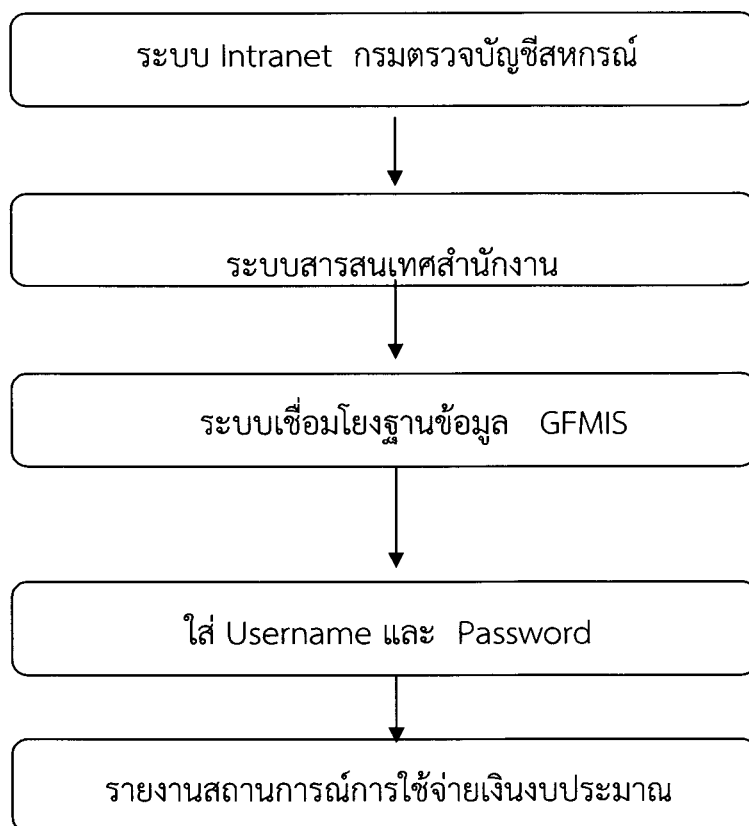 ระบบ Intranet กรมตรวจบัญชีสหกรณ์
ระบบสารสนเทศสำนักงาน
ระบบเชื่อมโยงฐานข้อมูล GFMIS
ใส่ Username และ Password
รายงานสถานการณ์การใช้จ่ายเงินงบประมาณ